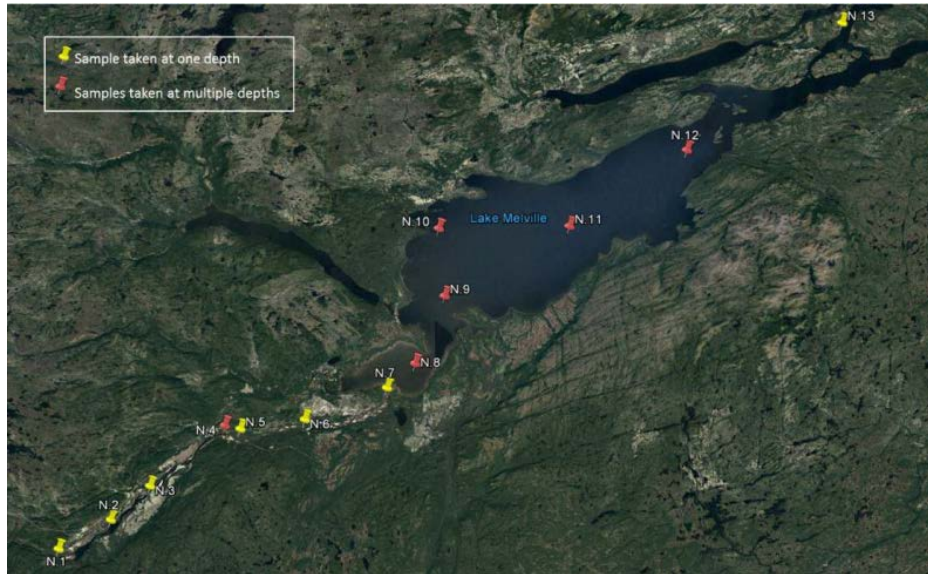 N.13
Sample taken at one depth
Samples taken at multiple depths
N.12
N.10
Lake Melville
N.11
N.9
N.8
N.7
N.4
N.5
N.6
N.3
N.2
N.1